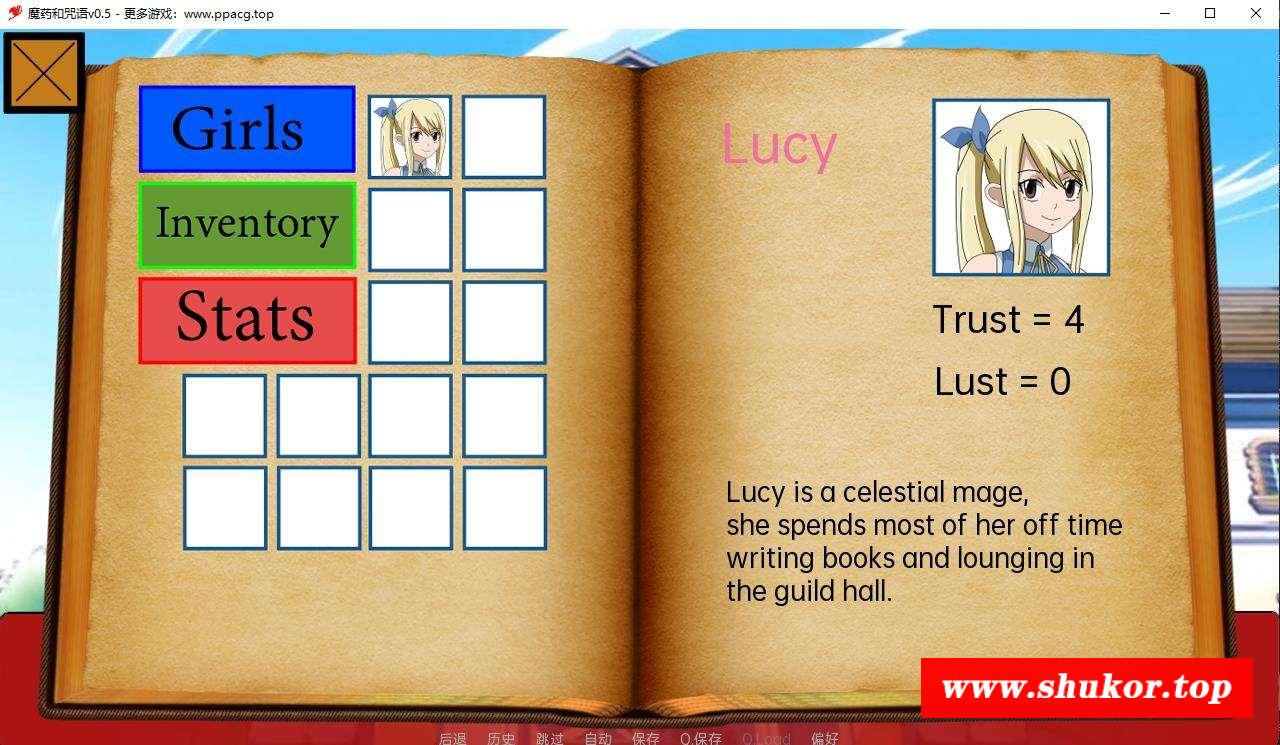 魔药和咒语v0.5 - 更多游戏：www.ppacg.top
Girls
Inventory
Stats
Lucy
Trust = 4
Lust = 0
Lucy is a celestial mage,
she spends most of her off time
writing books and lounging in
the guild hall.
www.shukor.top
后退 历史 跳过 自动 保存 Q.保存 Q.Load 偏好